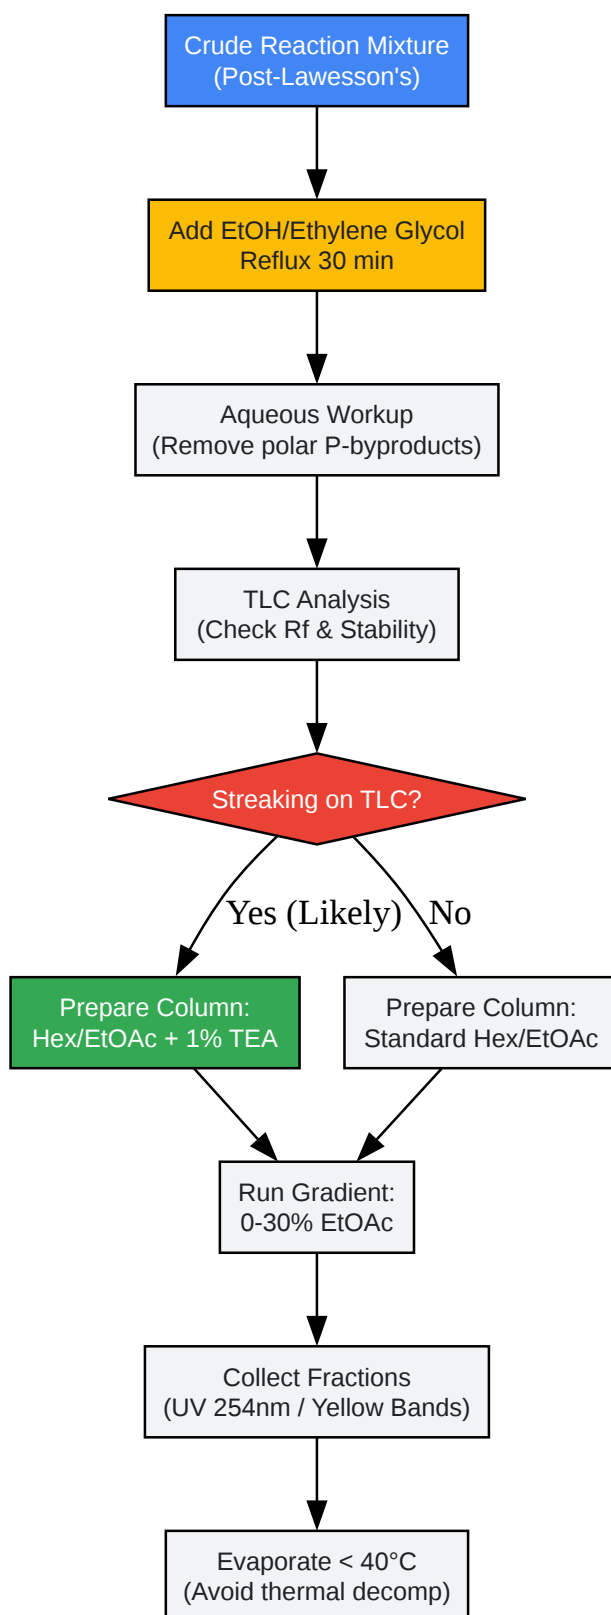 Crude Reaction Mixture
(Post-Lawesson's)
Add EtOH/Ethylene Glycol
Reflux 30 min
Aqueous Workup
(Remove polar P-byproducts)
TLC Analysis
(Check Rf & Stability)
Streaking on TLC?
Yes (Likely)
No
Prepare Column:
Hex/EtOAc + 1% TEA
Prepare Column:
Standard Hex/EtOAc
Run Gradient:
0-30% EtOAc
Collect Fractions
(UV 254nm / Yellow Bands)
Evaporate < 40°C
(Avoid thermal decomp)